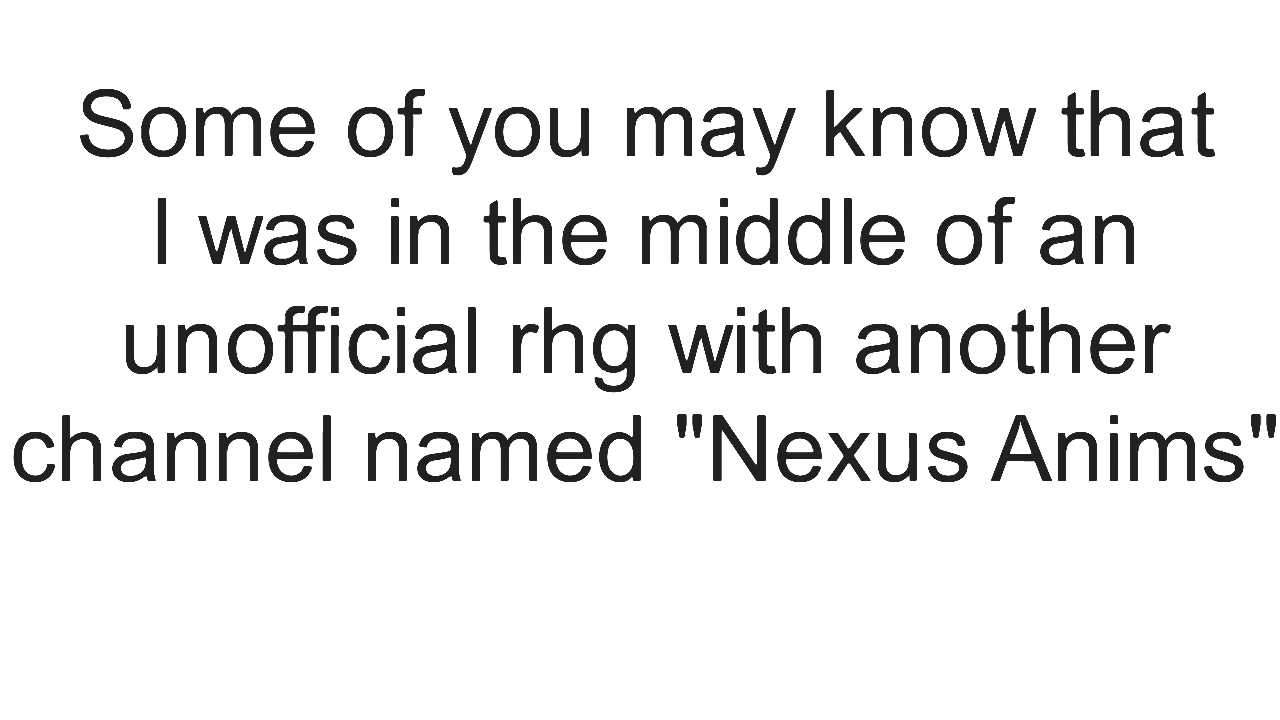 Some of you may know that
I was in the middle of an
unofficial rhg with another
channel named "Nexus Anims"